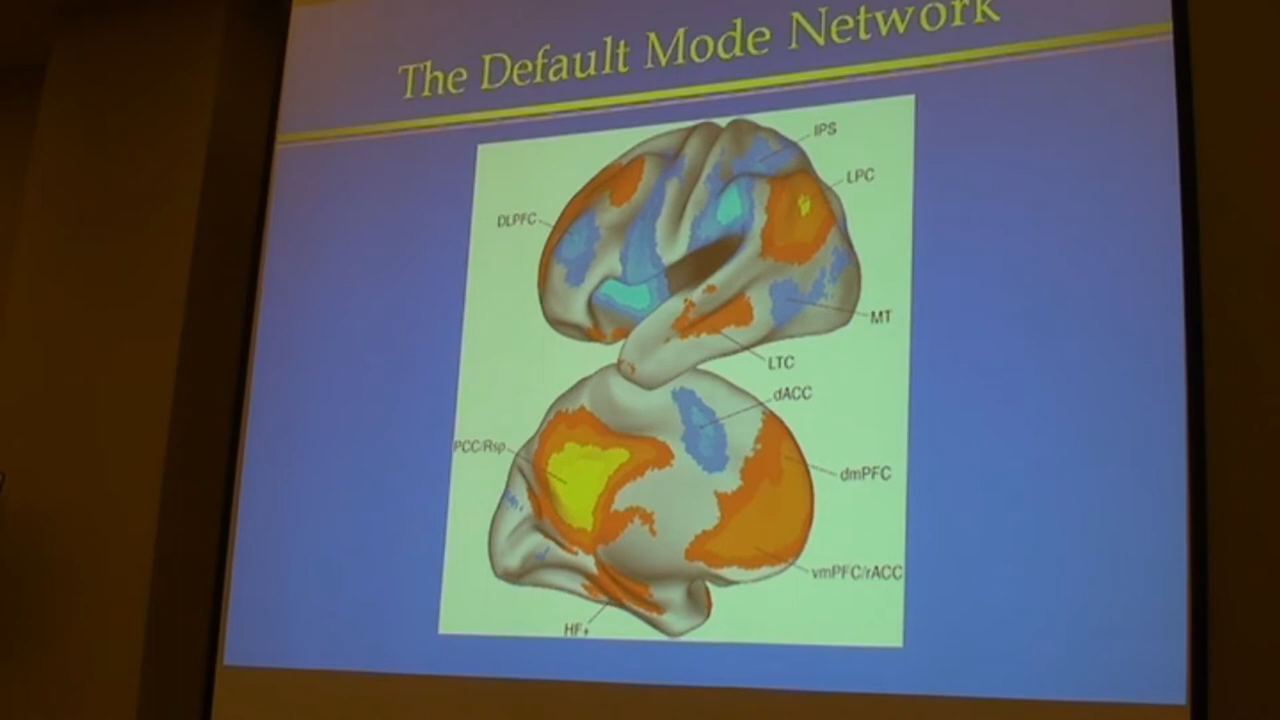 The Default Mode Network
IPS
LPC
DLPFC
MT
LTC
dACC
PCC/Rsp
dmPFC
vmPFC/rACC
HF+